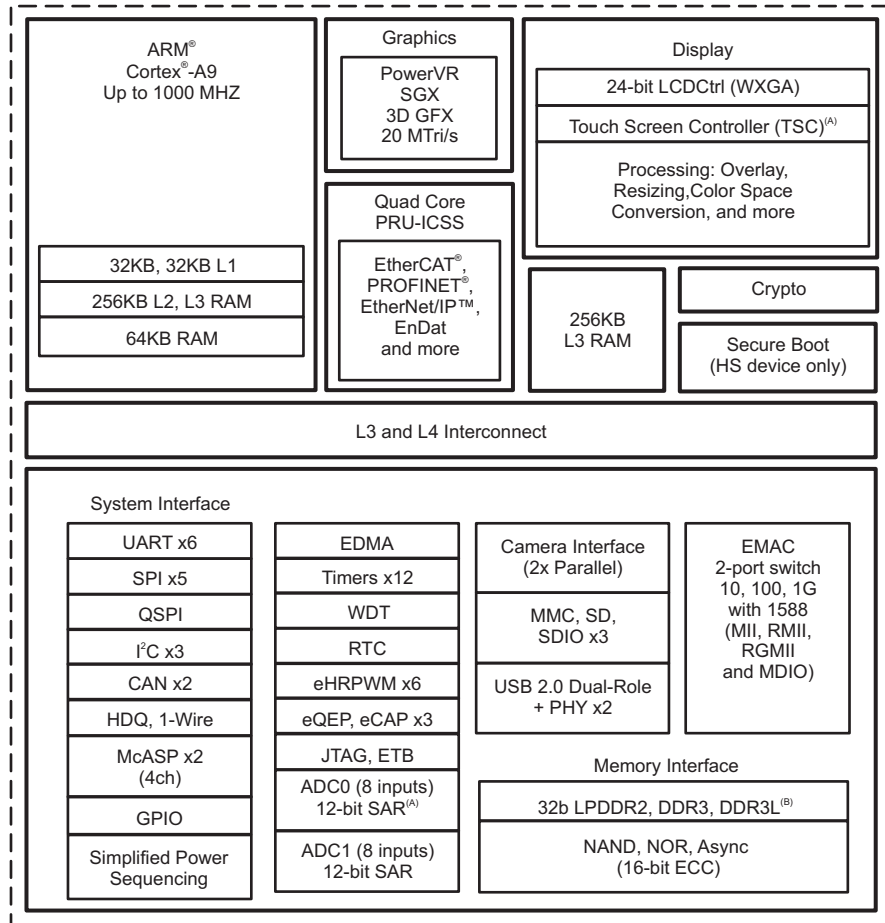 ARM®
Cortex®-A9
Up to 1000 MHZ
32KB, 32KB L1
256KB L2, L3 RAM
64KB RAM
Graphics
PowerVR
SGX
3D GFX
20 MTri/s
Quad Core
PRU-ICSS
EtherCAT®,
PROFINET®,
EtherNet/IP™,
EnDat
and more
Display
24-bit LCDCtrl (WXGA)
Touch Screen Controller (TSC)(A)
Processing: Overlay,
Resizing,Color Space
Conversion, and more
256KB
L3 RAM
Crypto
Secure Boot
(HS device only)
L3 and L4 Interconnect
System Interface
UART x6
SPI x5
QSPI
I2C x3
CAN x2
HDQ, 1-Wire
McASP x2
(4ch)
GPIO
Simplified Power
Sequencing
EDMA
Timers x12
WDT
RTC
eHRPWM x6
eQEP, eCAP x3
JTAG, ETB
ADC0 (8 inputs)
12-bit SAR(A)
ADC1 (8 inputs)
12-bit SAR
Camera Interface
(2x Parallel)
MMC, SD,
SDIO x3
USB 2.0 Dual-Role
+ PHY x2
EMAC
2-port switch
10, 100, 1G
with 1588
(MII, RMII,
RGMII
and MDIO)
Memory Interface
32b LPDDR2, DDR3, DDR3L(B)
NAND, NOR, Async
(16-bit ECC)